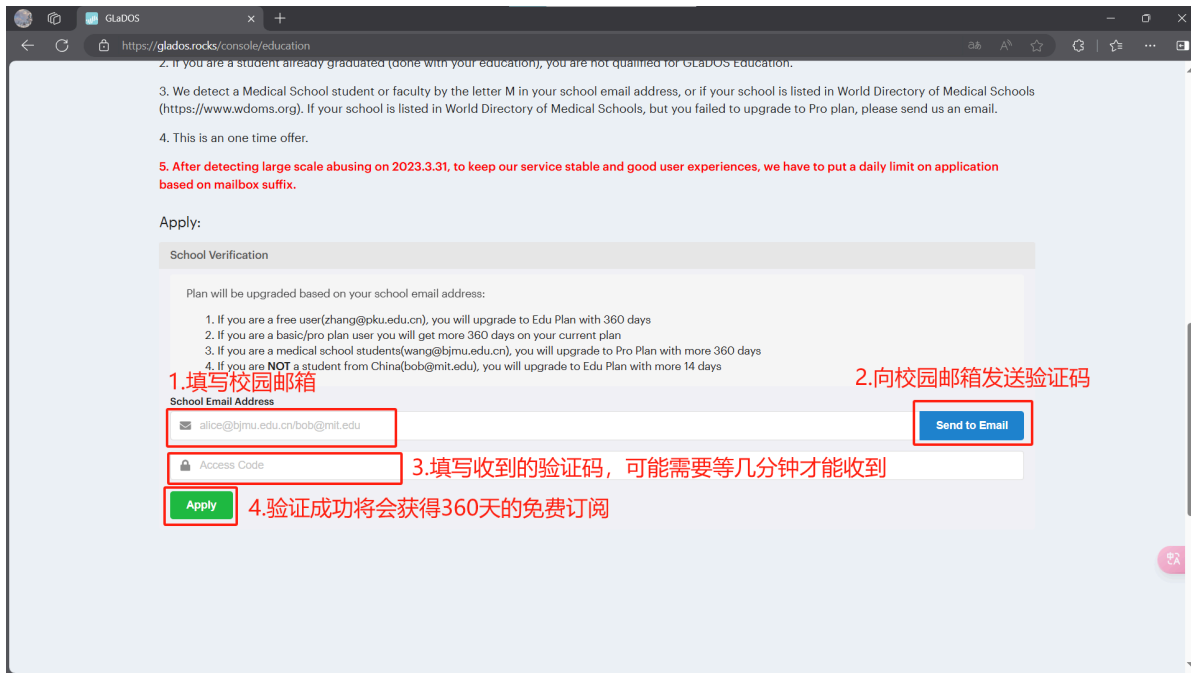 GLaDOS
https://glados.rocks/console/education
2. If you are a student already graduated (done with your education), you are not qualified for GLaDOS Education.
3. We detect a Medical School student or faculty by the letter M in your school email address, or if your school is listed in World Directory of Medical Schools
(https://www.wdoms.org). If your school is listed in World Directory of Medical Schools, but you failed to upgrade to Pro plan, please send us an email.
4. This is an one time offer.
5. After detecting large scale abusing on 2023.3.31, to keep our service stable and good user experiences, we have to put a daily limit on application
based on mailbox suffix.
Apply:
School Verification
Plan will be upgraded based on your school email address:
1. If you are a free user(zhang@pku.edu.cn), you will upgrade to Edu Plan with 360 days
2. If you are a basic/pro plan user you will get more 360 days on your current plan
3. If you are a medical school students(wang@bjmu.edu.cn), you will upgrade to Pro Plan with more 360 days
4. If you are NOT a student from China(bob@mit.edu), you will upgrade to Edu Plan with more 14 days
1.填写校园邮箱
2.向校园邮箱发送验证码
School Email Address
alice@bjmu.edu.cn/bob@mit.edu
Send to Email
Access Code
3.填写收到的验证码，可能需要等几分钟才能收到
Apply
4.验证成功将会获得360天的免费订阅